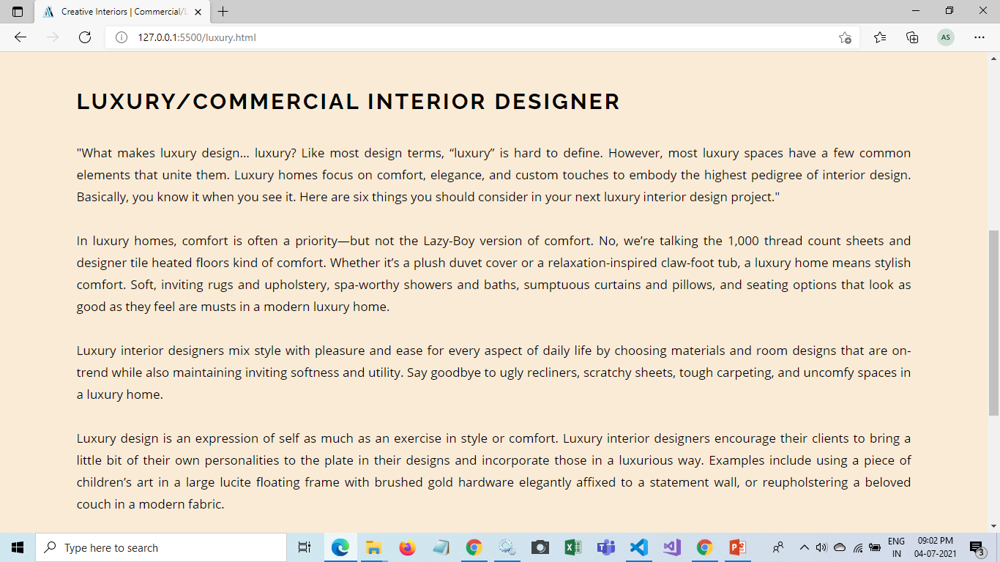 Creative Interiors | Commercial/L
127.0.0.1:5500/luxury.html
AS
LUXURY/COMMERCIAL INTERIOR DESIGNER
"What makes luxury design... luxury? Like most design terms, “luxury” is hard to define. However, most luxury spaces have a few common
elements that unite them. Luxury homes focus on comfort, elegance, and custom touches to embody the highest pedigree of interior design.
Basically, you know it when you see it. Here are six things you should consider in your next luxury interior design project."
In luxury homes, comfort is often a priority—but not the Lazy-Boy version of comfort. No, we’re talking the 1,000 thread count sheets and
designer tile heated floors kind of comfort. Whether it’s a plush duvet cover or a relaxation-inspired claw-foot tub, a luxury home means stylish
comfort. Soft, inviting rugs and upholstery, spa-worthy showers and baths, sumptuous curtains and pillows, and seating options that look as
good as they feel are musts in a modern luxury home.
Luxury interior designers mix style with pleasure and ease for every aspect of daily life by choosing materials and room designs that are on-
trend while also maintaining inviting softness and utility. Say goodbye to ugly recliners, scratchy sheets, tough carpeting, and uncomfy spaces in
a luxury home.
Luxury design is an expression of self as much as an exercise in style or comfort. Luxury interior designers encourage their clients to bring a
little bit of their own personalities to the plate in their designs and incorporate those in a luxurious way. Examples include using a piece of
children’s art in a large lucite floating frame with brushed gold hardware elegantly affixed to a statement wall, or reupholstering a beloved
couch in a modern fabric.
Type here to search
ENG
IN
09:02 PM
04-07-2021
3